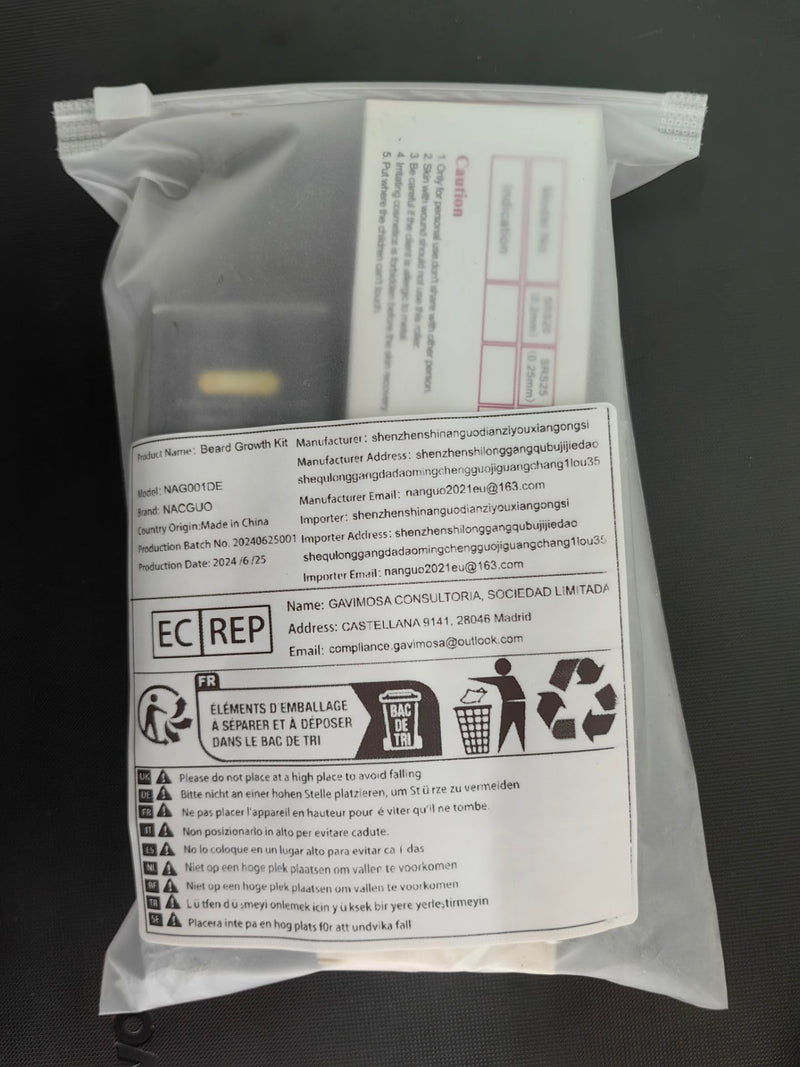 Caution
1. Only for personal use,don't share with other person.
2. Skin with wound should not use this roller.
3. Be careful if the client is allergic to metal.
4. Irritating cosmetics is forbidden before the skin recovery.
5. Put where the children can't touch.
Model No.
SRS20
(0.2mm)
SRS25
(0.25mm)
Indication
Product Name: Beard Growth Kit
Model: NAG001DE
Brand: NACGUO
Country Origin:Made in China
Production Batch No. 20240625001
Production Date: 2024 /6 /25
Manufacturer: shenzhenshinanguodianziyouxiangongsi
Manufacturer Address: shenzhenshilonggangqubujijiedao
shequlonggangdadaomingchengguojiguangchang1lou35
Manufacturer Email: nanguo2021eu@163.com
Importer: shenzhenshinanguodianziyouxiangongsi
Importer Address: shenzhenshilonggangqubujijiedao
shequlonggangdadaomingchengguojiguangchang1lou35
Importer Email: nanguo2021eu@163.com
EC REP
Name: GAVIMOSA CONSULTORIA, SOCIEDAD LIMITADA
Address: CASTELLANA 9141, 28046 Madrid
Email: compliance.gavimosa@outlook.com
FR
ÉLÉMENTS D'EMBALLAGE
À SÉPARER ET À DÉPOSER
DANS LE BAC DE TRI
BAC
DE
TRI
UK Please do not place at a high place to avoid falling
DE Bitte nicht an einer hohen Stelle platzieren, um St ü rze zu vermeiden
FR Ne pas placer l'appareil en hauteur pour é viter qu'il ne tombe.
IT Non posizionarlo in alto per evitare cadute.
ES No lo coloque en un lugar alto para evitar ca í das
NL Niet op een hoge plek plaatsen om vallen te voorkomen
BE Niet op een hoge plek plaatsen om vallen te voorkomen
TR Lü tfen d ü şmeyi onlemek icin y ü ksek bir yere yerle,stirmeyin
SE Placera inte pa en hog plats för att undvika fall